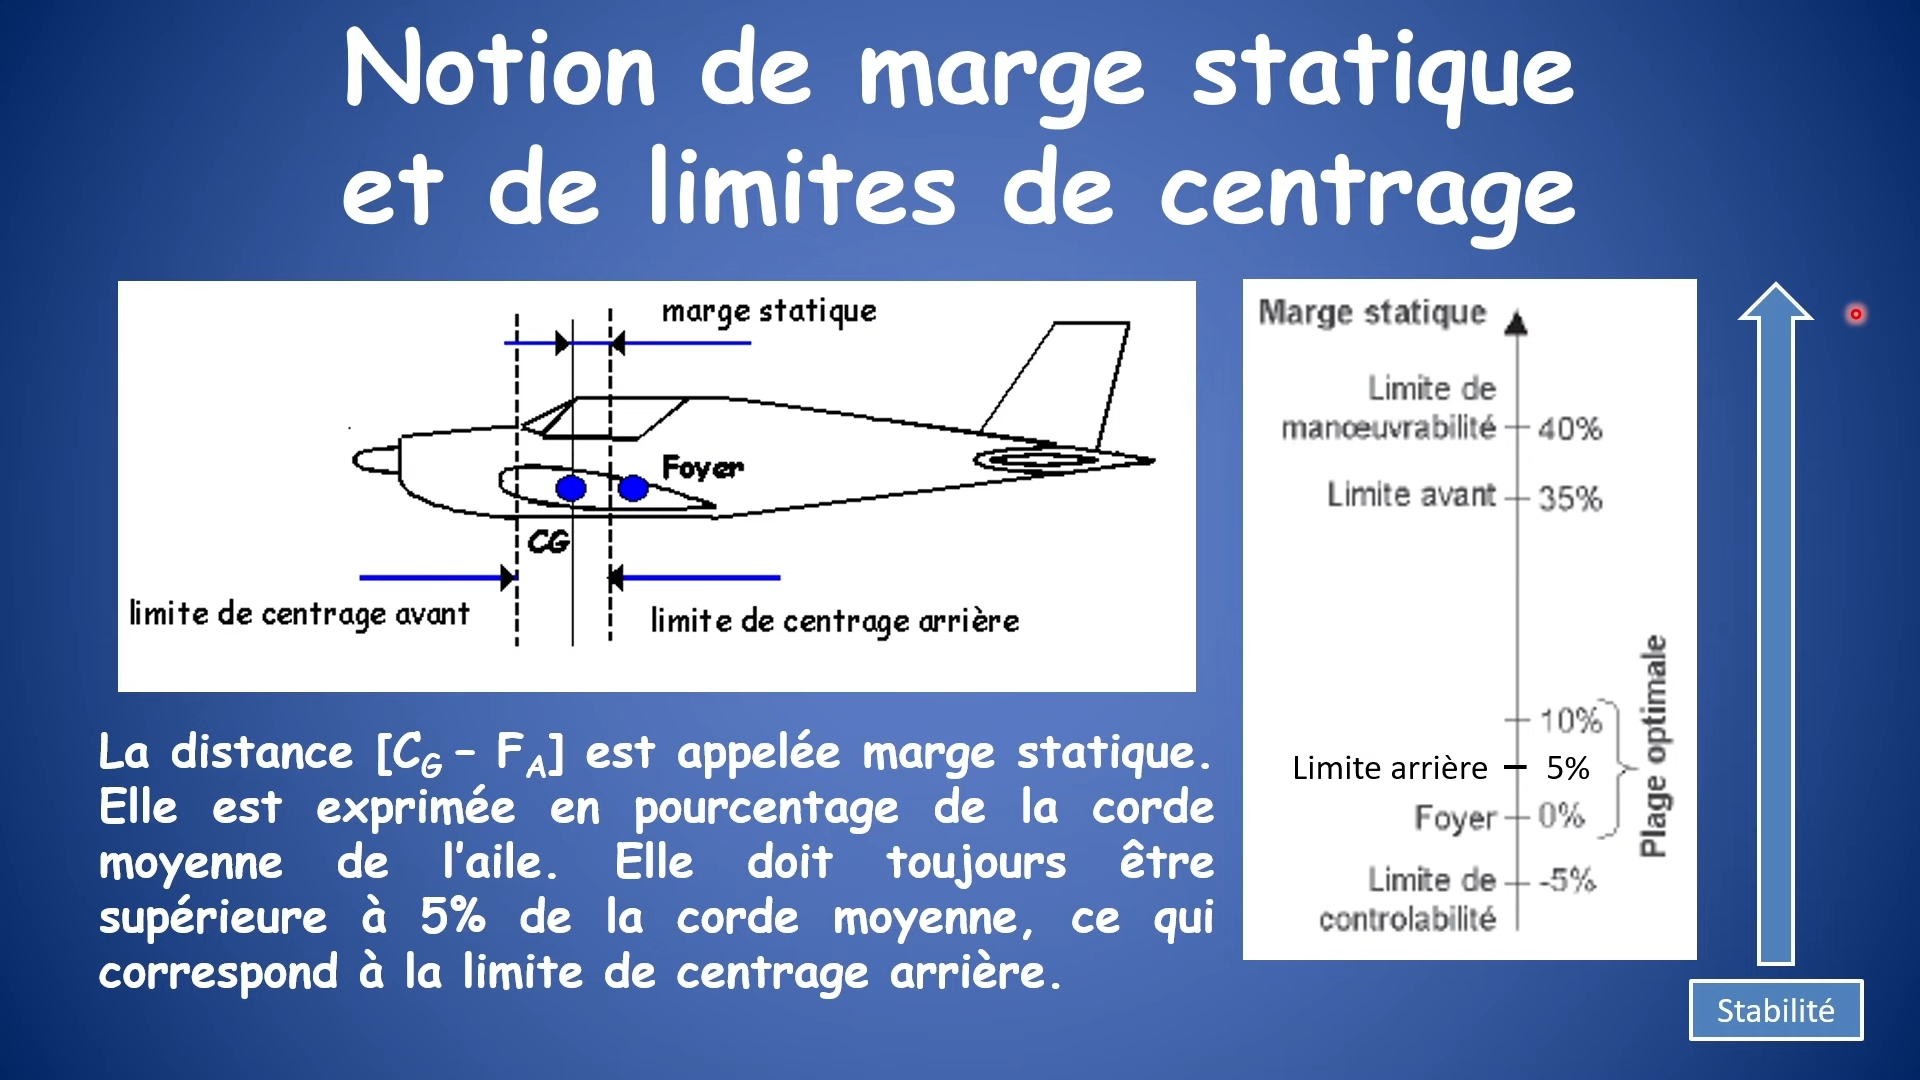 Notion de marge statique
et de limites de centrage
marge statique
Foyer
CG
limite de centrage avant
limite de centrage arrière
La distance [CG – FA] est appelée marge statique.
Elle est exprimée en pourcentage de la corde
moyenne de l’aile. Elle doit toujours être
supérieure à 5% de la corde moyenne, ce qui
correspond à la limite de centrage arrière.
Marge statique
Limite de
manœuvrabilité 40%
Limite avant 35%
10%
Limite arrière 5%
Foyer 0%
Limite de -5%
controlabilité
Plage optimale
Stabilité